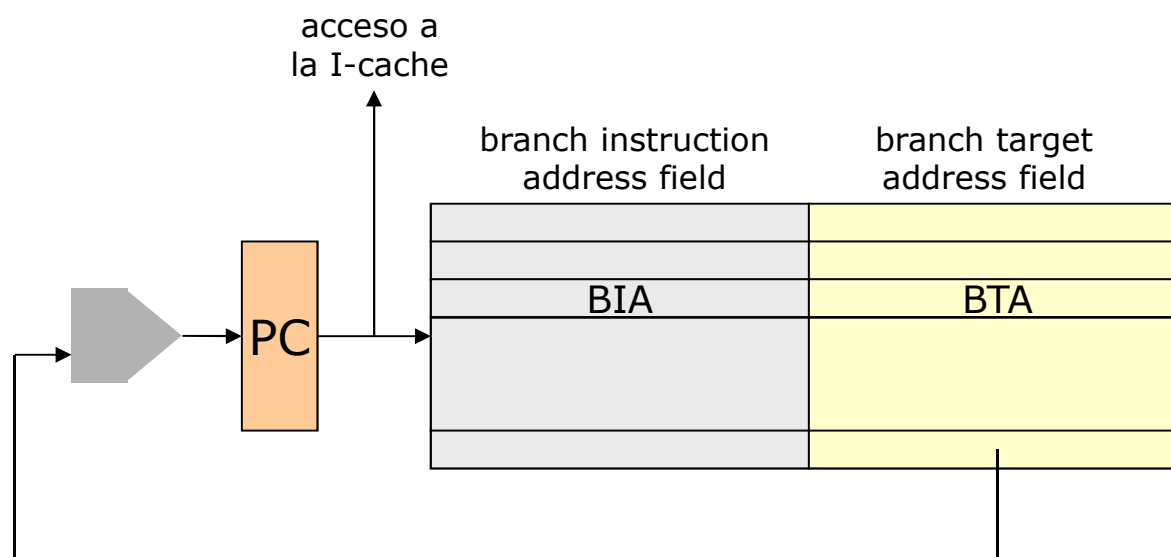 acceso a
la I-cache
branch instruction
address field
branch target
address field
BIA
BTA
PC